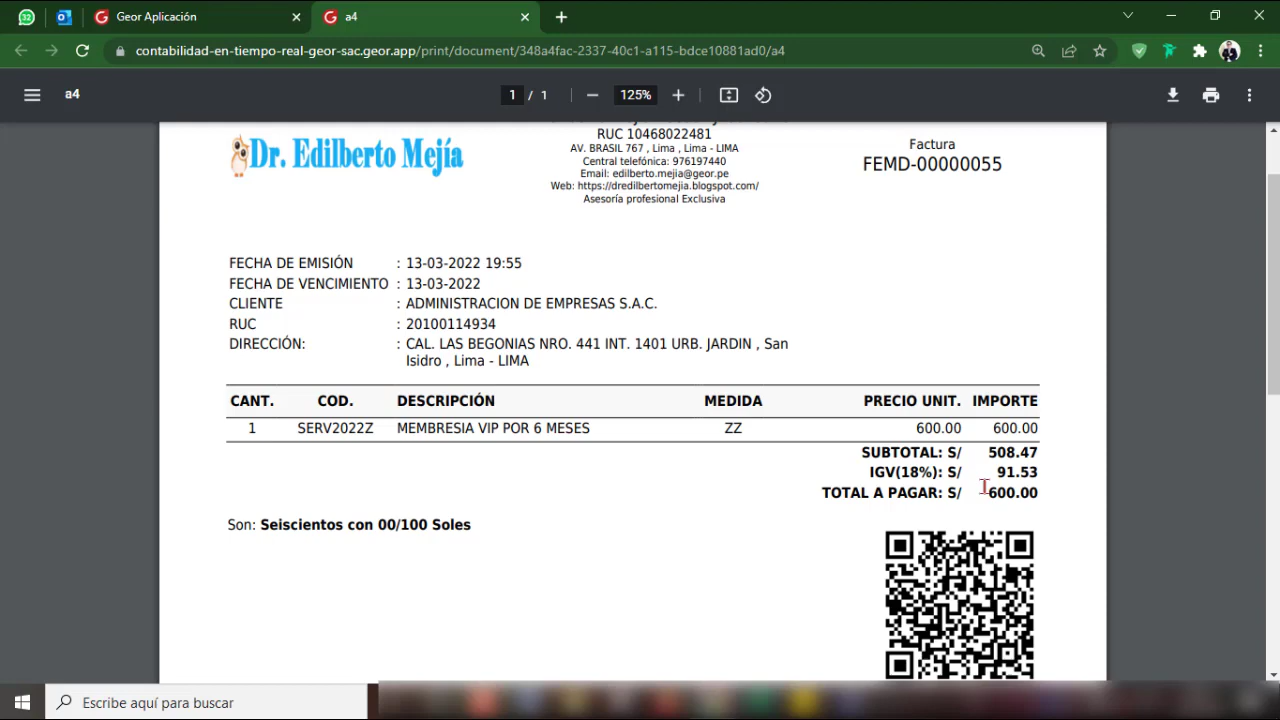 32
Geor Aplicación
a4
contabilidad-en-tiempo-real-geor-sac.geor.app/print/document/348a4fac-2337-40c1-a115-bdce10881ad0/a4
a4
1 / 1
125%
Dr. Edilberto Mejía
RUC 10468022481
AV. BRASIL 767 , Lima , Lima - LIMA
Central telefónica: 976197440
Email: edilberto.mejia@geor.pe
Web: https://dredilbertomejia.blogspot.com/
Asesoría profesional Exclusiva
Factura
FEMD-00000055
FECHA DE EMISIÓN : 13-03-2022 19:55
FECHA DE VENCIMIENTO : 13-03-2022
CLIENTE : ADMINISTRACION DE EMPRESAS S.A.C.
RUC : 20100114934
DIRECCIÓN: : CAL. LAS BEGONIAS NRO. 441 INT. 1401 URB. JARDIN , San
Isidro , Lima - LIMA
CANT. COD. DESCRIPCIÓN MEDIDA PRECIO UNIT. IMPORTE
1 SERV2022Z MEMBRESIA VIP POR 6 MESES ZZ 600.00 600.00
SUBTOTAL: S/ 508.47
IGV(18%): S/ 91.53
TOTAL A PAGAR: S/ 600.00
Son: Seiscientos con 00/100 Soles
Escribe aquí para buscar